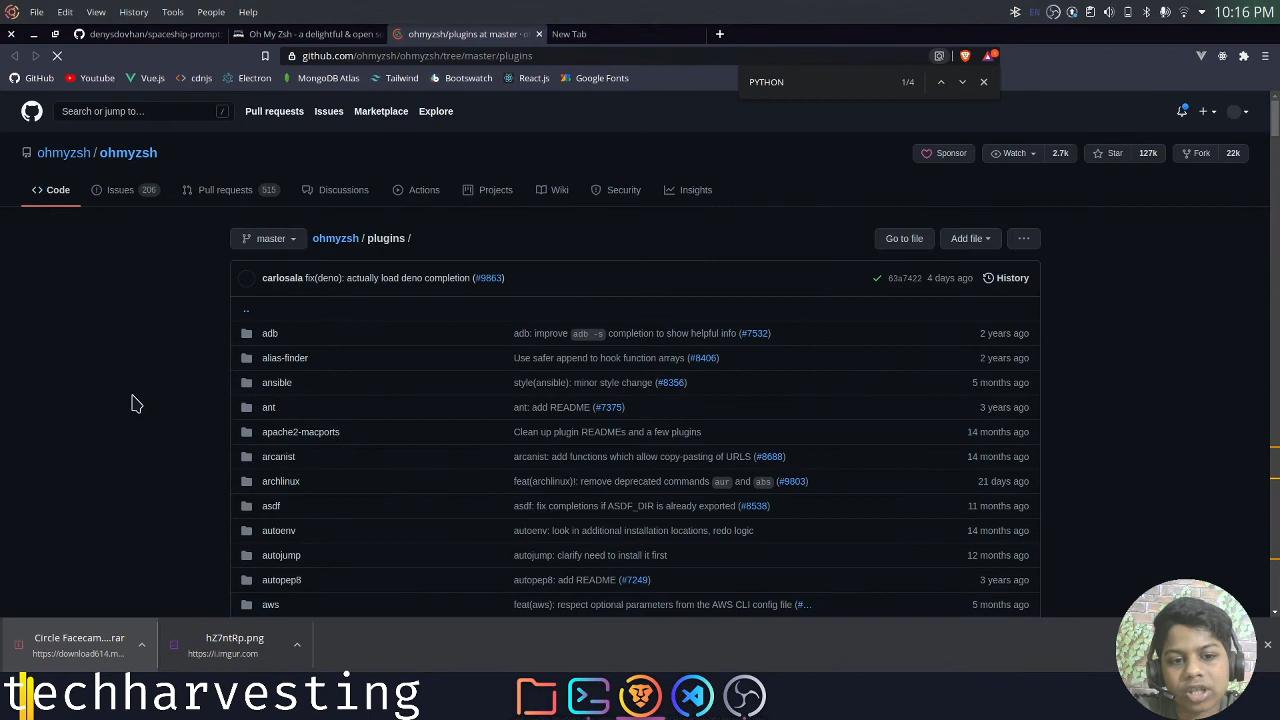 File Edit View History Tools People Help EN 10:16 PM
denysdovhan/spaceship-prompt: Oh My Zsh - a delightful & open s ohmyzsh/plugins at master · o New Tab
github.com/ohmyzsh/ohmyzsh/tree/master/plugins
GitHub Youtube Vue.js cdnjs Electron MongoDB Atlas Tailwind Bootswatch React.js Google Fonts
PYTHON 1/4
Search or jump to… / Pull requests Issues Marketplace Explore
ohmyzsh / ohmyzsh Sponsor Watch 2.7k Star 127k Fork 22k
Code Issues 206 Pull requests 515 Discussions Actions Projects Wiki Security Insights
master ohmyzsh / plugins / Go to file Add file ...
carlosala fix(deno): actually load deno completion (#9863) 63a7422 4 days ago History
..
adb adb: improve adb -s completion to show helpful info (#7532) 2 years ago
alias-finder Use safer append to hook function arrays (#8406) 2 years ago
ansible style(ansible): minor style change (#8356) 5 months ago
ant ant: add README (#7375) 3 years ago
apache2-macports Clean up plugin READMEs and a few plugins 14 months ago
arcanist arcanist: add functions which allow copy-pasting of URLS (#8688) 14 months ago
archlinux feat(archlinux)!: remove deprecated commands aur and abs (#9803) 21 days ago
asdf asdf: fix completions if ASDF_DIR is already exported (#8538) 11 months ago
autoenv autoenv: look in additional installation locations, redo logic 14 months ago
autojump autojump: clarify need to install it first 12 months ago
autopep8 autopep8: add README (#7249) 3 years ago
aws feat(aws): respect optional parameters from the AWS CLI config file (#… 5 months ago
Circle Facecam....rar hZ7ntRp.png
https://download614.m... https://i.imgur.com
techharvesting